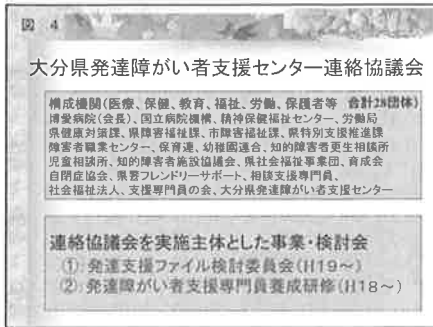 図 4
大分県発達障がい者支援センター連絡協議会
構成機関(医療、保健、教育、福祉、労働、保護者等 合計28団体)
博愛病院(会長)、国立病院機構、精神保健福祉センター、労働局
県健康対策課、県障害福祉課、市障害福祉課、県特別支援推進課
障害者職業センター、保育連、幼稚園連合、知的障害者更生相談所
児童相談所、知的障害者施設協議会、県社会福祉事業団、育成会
自閉症協会、県警フレンドリーサポート、相談支援専門員、
社会福祉法人、支援専門員の会、大分県発達障がい者支援センター
連絡協議会を実施主体とした事業・検討会
①:発達支援ファイル検討委員会(H19～)
②:発達障がい者支援専門員養成研修(H18～)